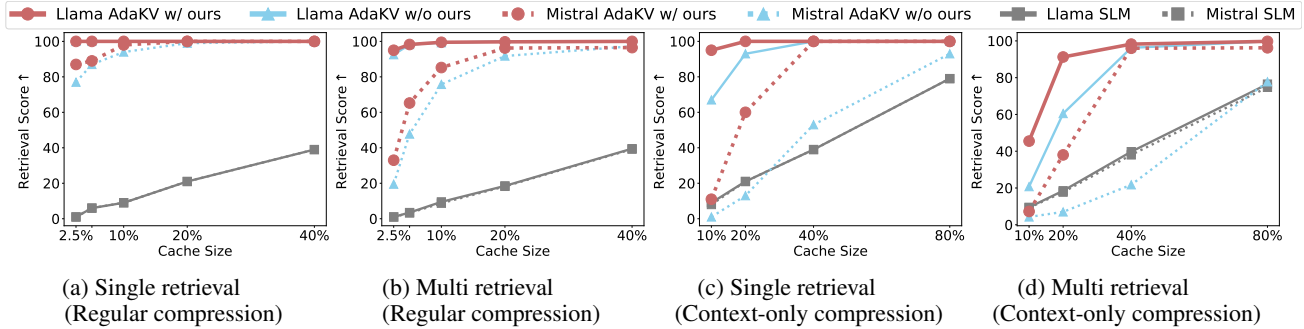 Llama AdaKV w/ ours Llama AdaKV w/o ours Mistral AdaKV w/ ours Mistral AdaKV w/o ours Llama SLM Mistral SLM
Retrieval Score ↑
100
80
60
40
20
0
2.5% 10% 20% 40%
Cache Size
(a) Single retrieval
(Regular compression)
Retrieval Score ↑
100
80
60
40
20
0
2.5% 10% 20% 40%
Cache Size
(b) Multi retrieval
(Regular compression)
Retrieval Score ↑
100
80
60
40
20
0
10% 20% 40% 80%
Cache Size
(c) Single retrieval
(Context-only compression)
Retrieval Score ↑
100
80
60
40
20
0
10% 20% 40% 80%
Cache Size
(d) Multi retrieval
(Context-only compression)